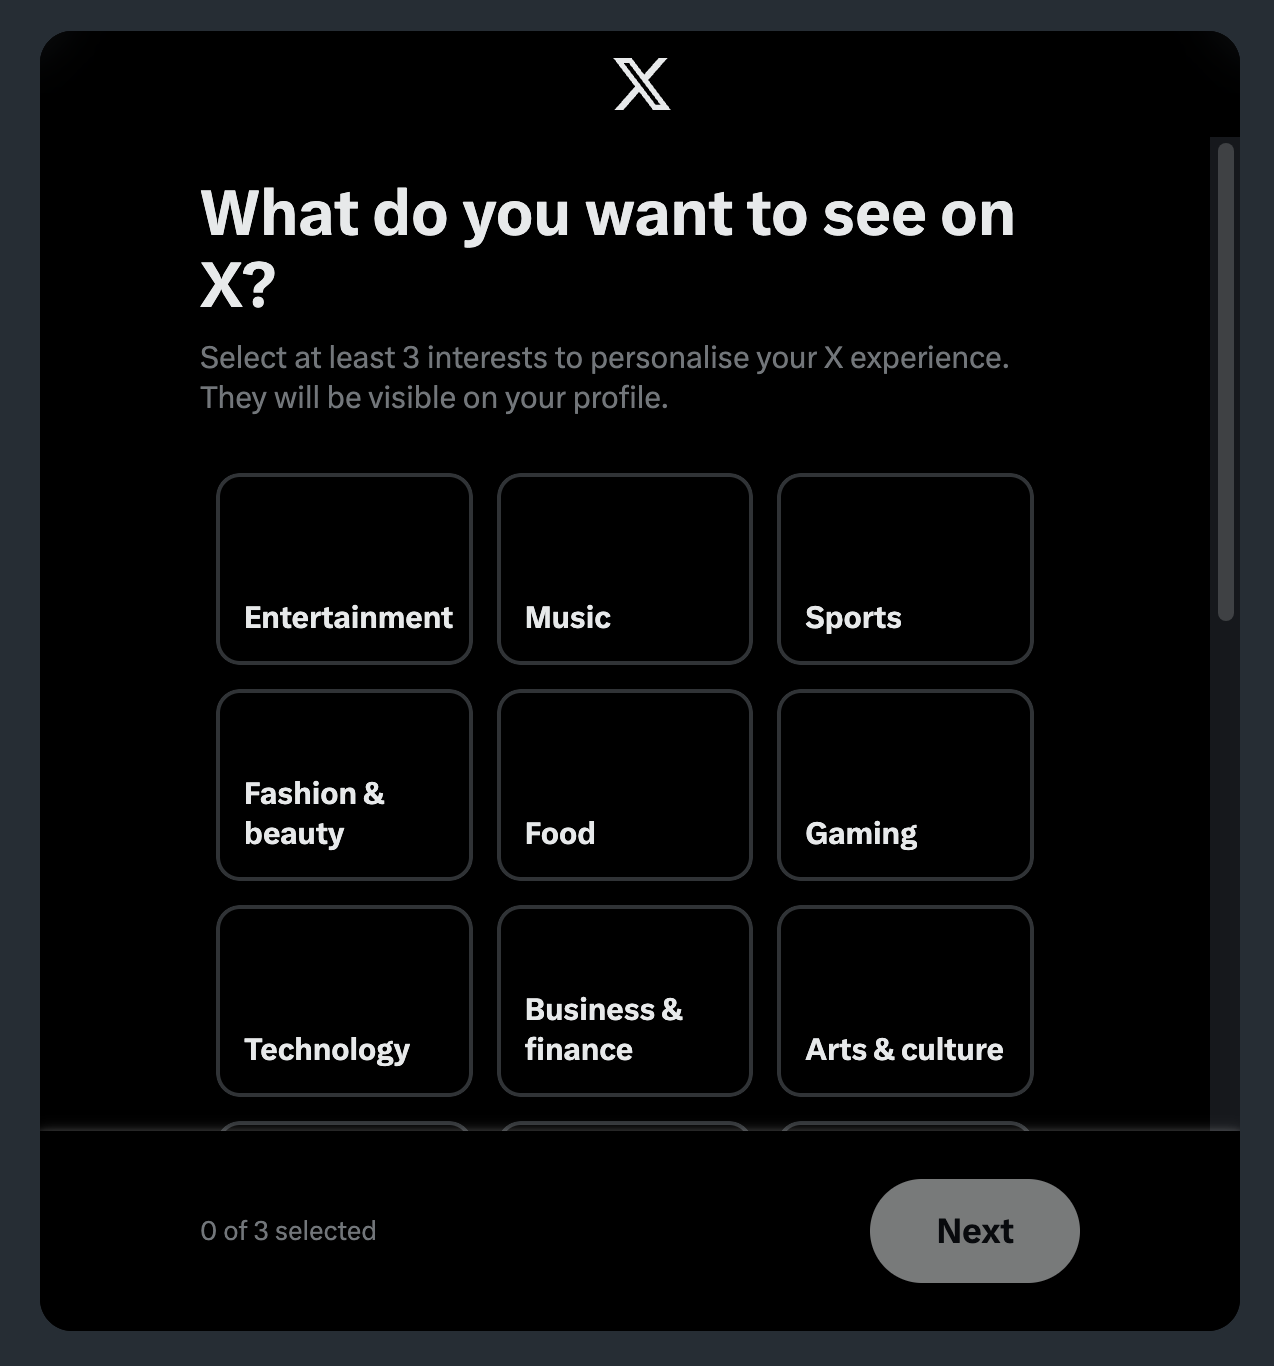 What do you want to see on
X?
Select at least 3 interests to personalise your X experience.
They will be visible on your profile.
Entertainment
Music
Sports
Fashion &
beauty
Food
Gaming
Technology
Business &
finance
Arts & culture
0 of 3 selected
Next